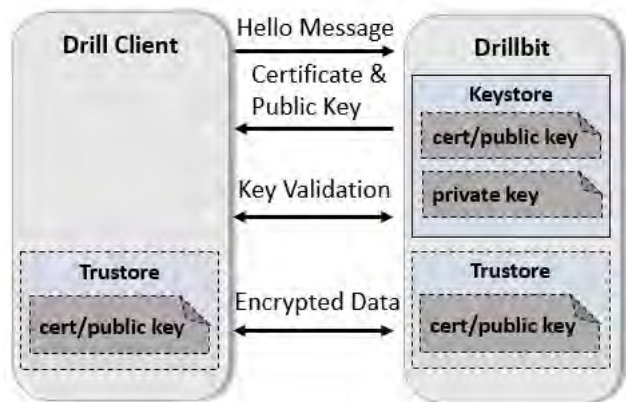 Drill Client
Hello Message
Drillbit
Certificate &
Public Key
Keystore
cert/public key
private key
Key Validation
Trustore
cert/public key
Encrypted Data
Trustore
cert/public key